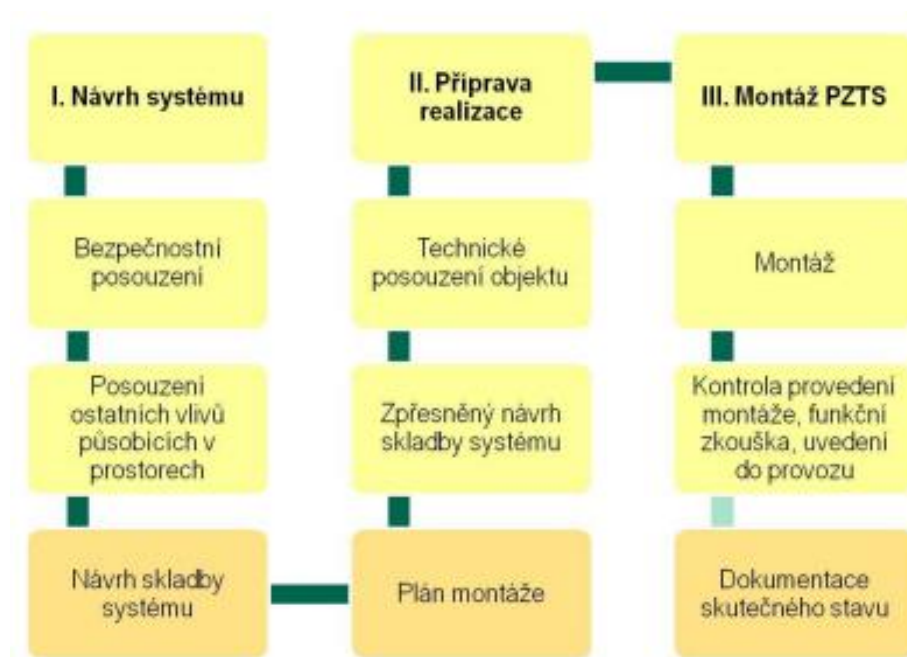 I. Návrh systému
Bezpečnostní
posouzení
Posouzení
ostatních vlivů
působících v
prostorech
Návrh skladby
systému
II. Příprava
realizace
Technické
posouzení objektu
Zpřesněný návrh
skladby systému
Plán montáže
III. Montáž PZTS
Montáž
Kontrola provedení
montáže, funkční
zkouška, uvedení
do provozu
Dokumentace
skutečného stavu